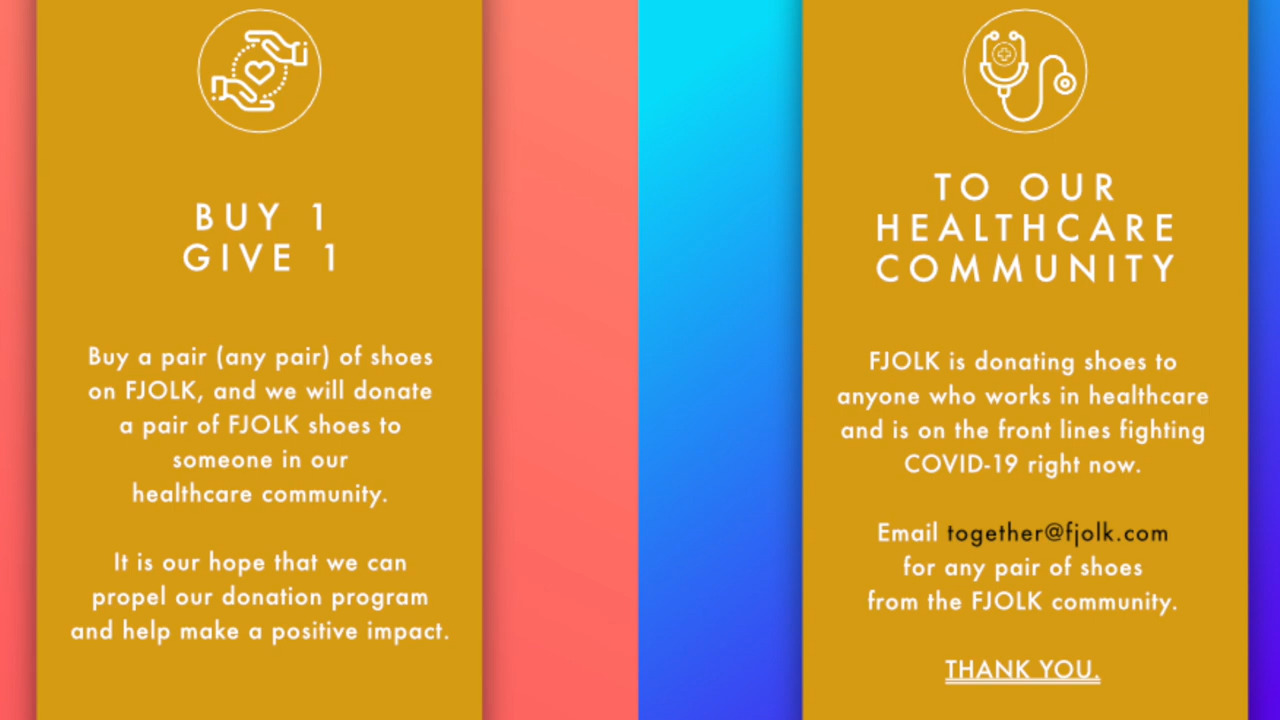 BUY 1
GIVE 1
Buy a pair (any pair) of shoes
on FJOLK, and we will donate
a pair of FJOLK shoes to
someone in our
healthcare community.
It is our hope that we can
propel our donation program
and help make a positive impact.
TO OUR
HEALTHCARE
COMMUNITY
FJOLK is donating shoes to
anyone who works in healthcare
and is on the front lines fighting
COVID-19 right now.
Email together@fjolk.com
for any pair of shoes
from the FJOLK community.
THANK YOU.